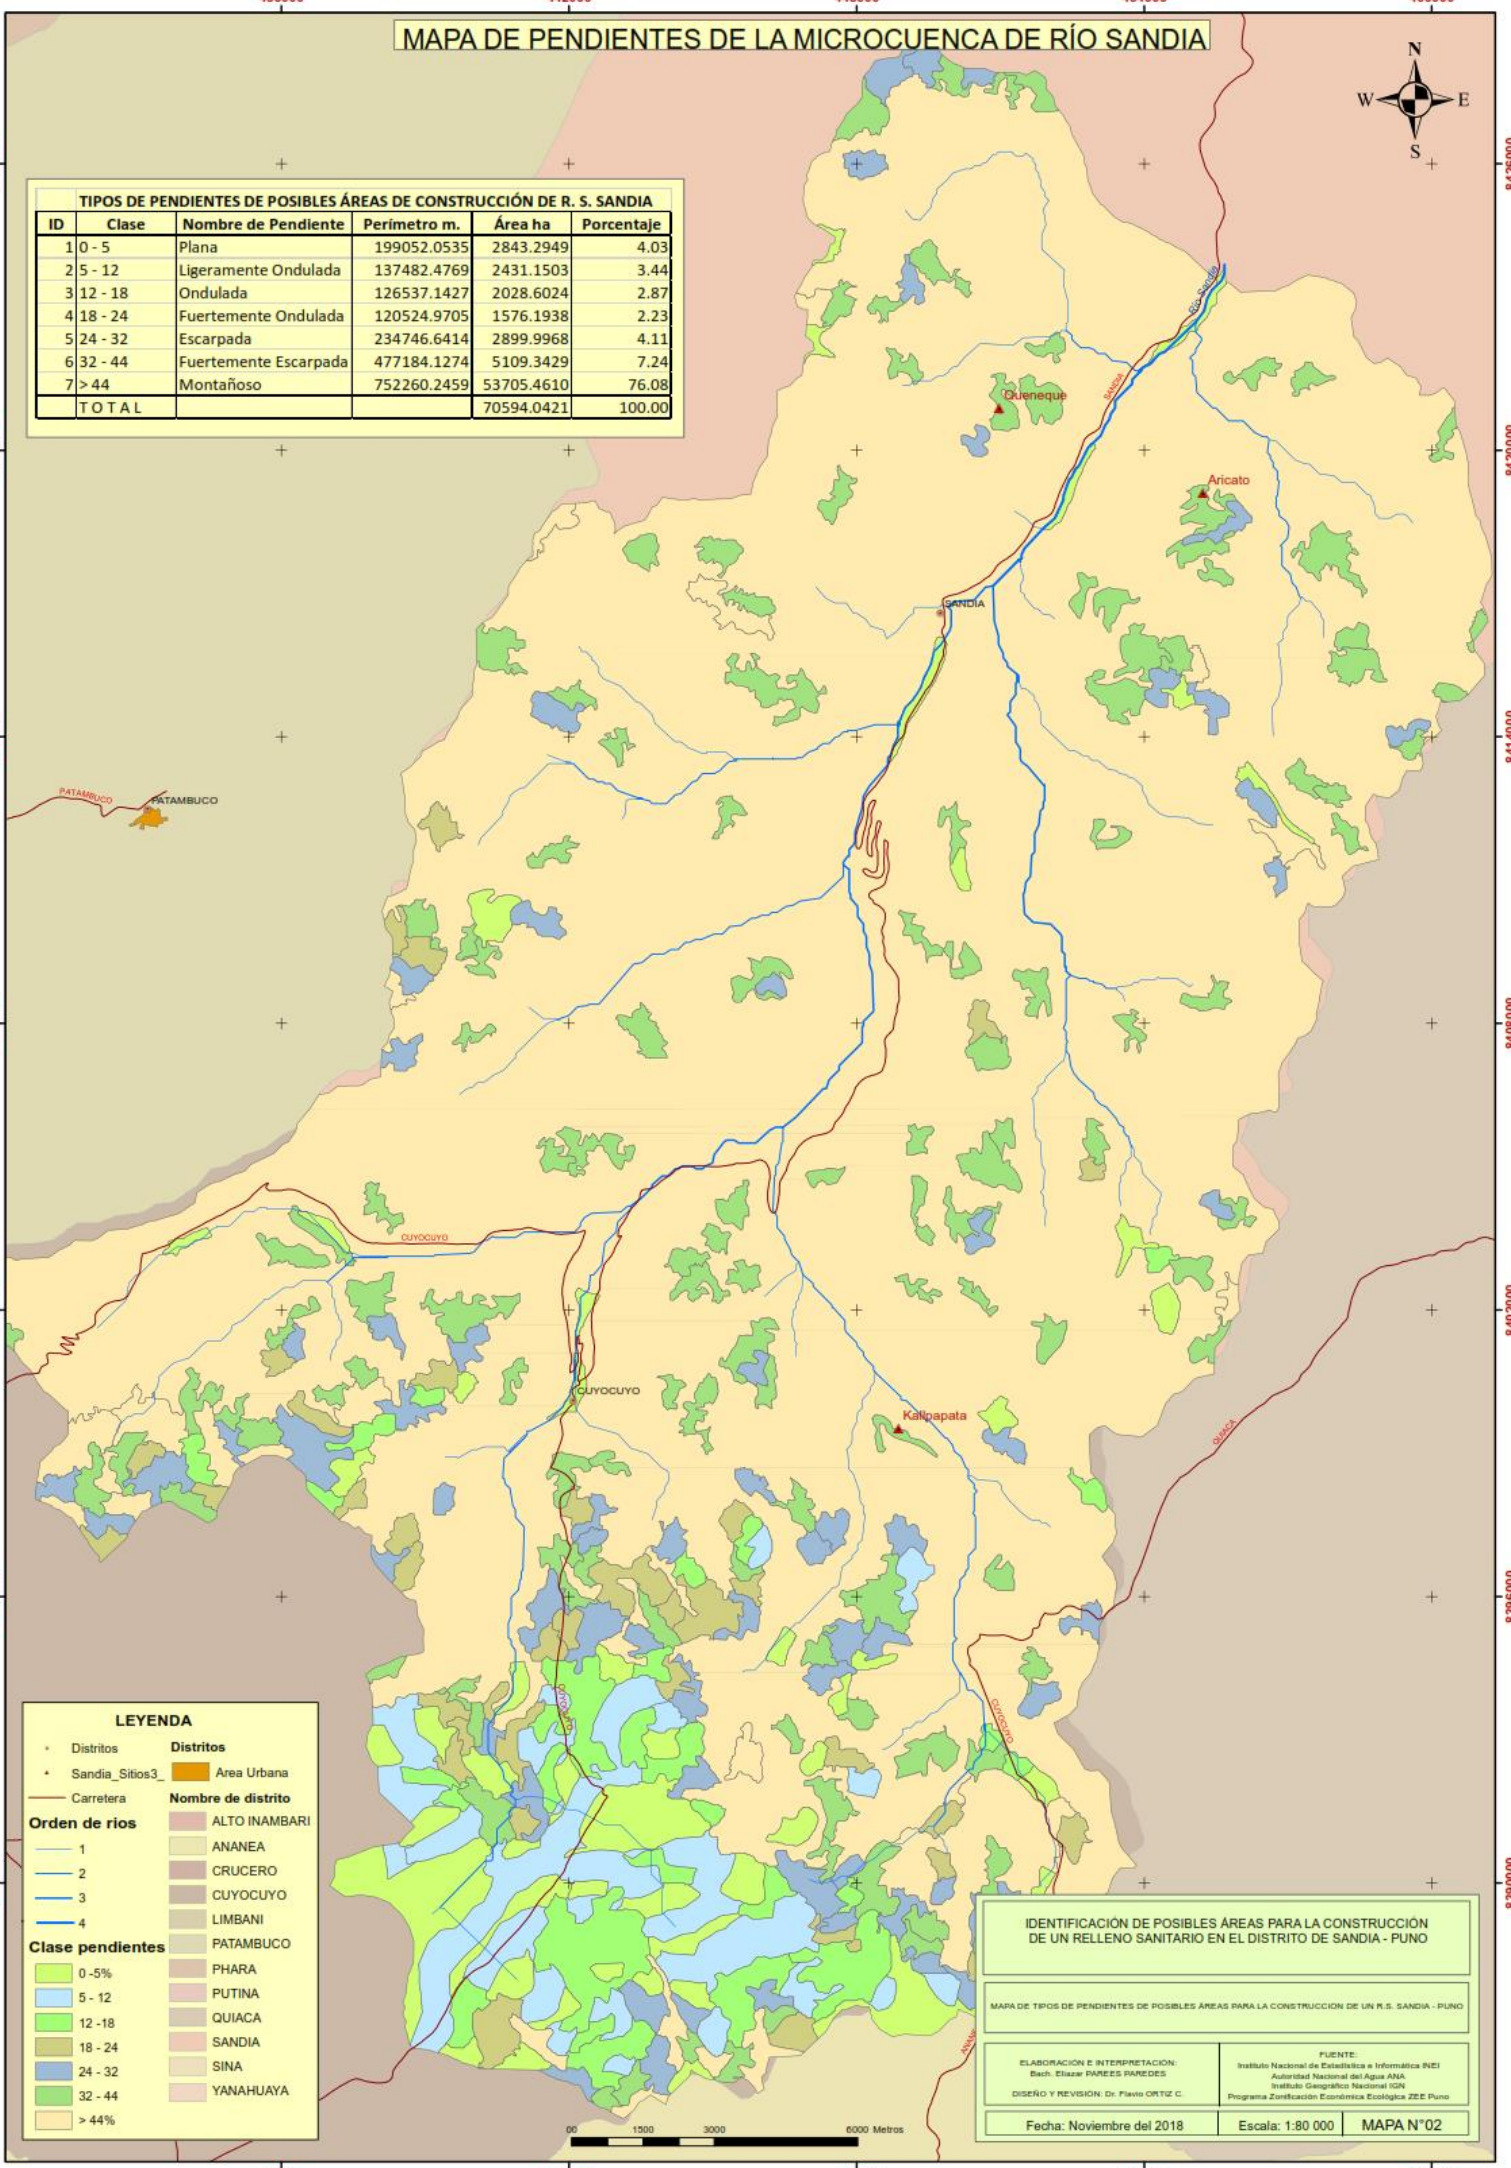 MAPA DE PENDIENTES DE LA MICROCUENCA DE RÍO SANDIA
N
W E
S
TIPOS DE PENDIENTES DE POSIBLES ÁREAS DE CONSTRUCCIÓN DE R. S. SANDIA
ID Clase Nombre de Pendiente Perímetro m. Área ha Porcentaje
1 0 - 5 Plana 199052.0535 2843.2949 4.03
2 5 - 12 Ligeramente Ondulada 137482.4769 2431.1503 3.44
3 12 - 18 Ondulada 126537.1427 2028.6024 2.87
4 18 - 24 Fuertemente Ondulada 120524.9705 1576.1938 2.23
5 24 - 32 Escarpada 234746.6414 2899.9968 4.11
6 32 - 44 Fuertemente Escarpada 477184.1274 5109.3429 7.24
7 > 44 Montañoso 752260.2459 53705.4610 76.08
T O T A L 70594.0421 100.00
Río Sandia
SANDIA
Queneque
Aricato
SANDIA
PATAMBUCO
PATAMBUCO
CUYOCUYO
CUYOCUYO
Kallpapata
QUIACA
CUYOCUYO
CUYOCUYO
LEYENDA
Distritos
Sandia_Sitios3_
Carretera
Orden de rios
1
2
3
4
Clase pendientes
0 -5%
5 - 12
12 -18
18 - 24
24 - 32
32 - 44
> 44%
Distritos
Area Urbana
Nombre de distrito
ALTO INAMBARI
ANANEA
CRUCERO
CUYOCUYO
LIMBANI
PATAMBUCO
PHARA
PUTINA
QUIACA
SANDIA
SINA
YANAHUAYA
00 1500 3000 6000 Metros
IDENTIFICACIÓN DE POSIBLES ÁREAS PARA LA CONSTRUCCIÓN
DE UN RELLENO SANITARIO EN EL DISTRITO DE SANDIA - PUNO
MAPA DE TIPOS DE PENDIENTES DE POSIBLES ÁREAS PARA LA CONSTRUCCIÓN DE UN R.S. SANDIA - PUNO
ELABORACIÓN E INTERPRETACIÓN:
Bach. Eliazar PAREES PAREDES
DISEÑO Y REVISIÓN: Dr. Flavio ORTIZ C.
FUENTE:
Instituto Nacional de Estadística e Informática INEI
Autoridad Nacional del Agua ANA
Instituto Geográfico Nacional IGN
Programa Zonificación Económica Ecológica ZEE Puno
Fecha: Noviembre del 2018
Escala: 1:80 000
MAPA N°02